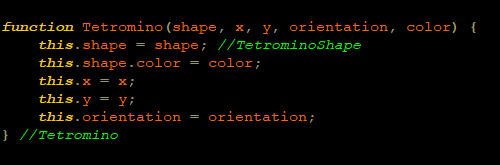 function Tetromino(shape, x, y, orientation, color) {
this.shape = shape; //TetrominoShape
this.shape.color = color;
this.x = x;
this.y = y;
this.orientation = orientation;
} //Tetromino